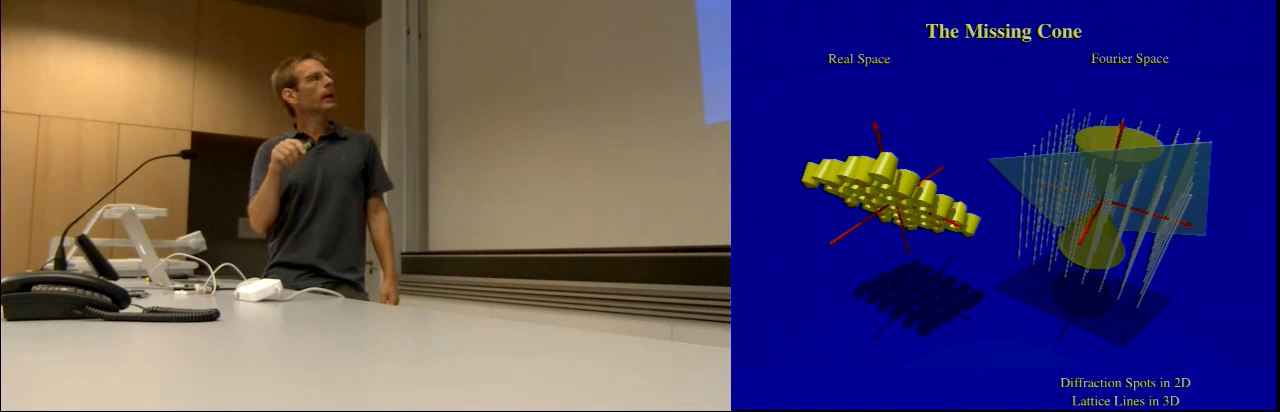 The Missing Cone
Real Space
Fourier Space
Diffraction Spots in 2D
Lattice Lines in 3D